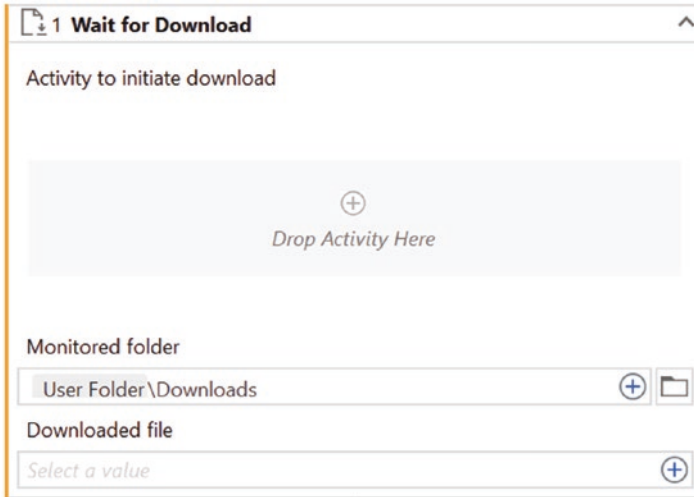 1 Wait for Download
Activity to initiate download
Drop Activity Here
Monitored folder
User Folder\Downloads
Downloaded file
Select a value